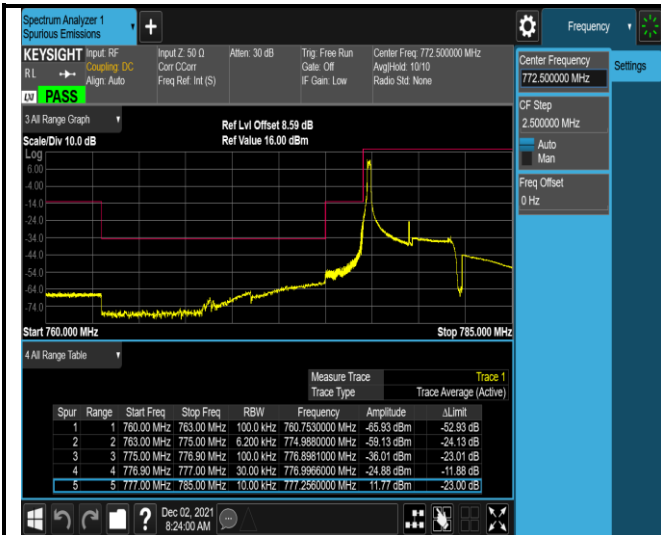 Spectrum Analyzer 1
Spurious Emissions
Frequency
KEYSIGHT Input: RF Input Z: 50 Ω Atten: 30 dB Trig: Free Run Center Freq: 772.500000 MHz
RL Coupling: DC Corr CCorr Gate: Off Avg|Hold: 10/10
Align: Auto Freq Ref: Int (S) IF Gain: Low Radio Std: None
LXI PASS
3 All Range Graph
Ref Lvl Offset 8.59 dB
Scale/Div 10.0 dB Ref Value 16.00 dBm
Log
6.00
-4.00
-14.0
-24.0
-34.0
-44.0
-54.0
-64.0
-74.0
Start 760.000 MHz Stop 785.000 MHz
4 All Range Table
Measure Trace Trace 1
Trace Type Trace Average (Active)
Spur Range Start Freq Stop Freq RBW Frequency Amplitude ΔLimit
1 1 760.00 MHz 763.00 MHz 100.0 kHz 760.7530000 MHz -65.93 dBm -52.93 dB
2 2 763.00 MHz 775.00 MHz 6.200 kHz 774.9880000 MHz -59.13 dBm -24.13 dB
3 3 775.00 MHz 776.90 MHz 100.0 kHz 776.8981000 MHz -36.01 dBm -23.01 dB
4 4 776.90 MHz 777.00 MHz 30.00 kHz 776.9966000 MHz -24.88 dBm -11.88 dB
5 5 777.00 MHz 785.00 MHz 10.00 kHz 777.2560000 MHz 11.77 dBm -23.00 dB
Dec 02, 2021
8:24:00 AM
Center Frequency
772.500000 MHz
Settings
CF Step
2.500000 MHz
Auto
Man
Freq Offset
0 Hz